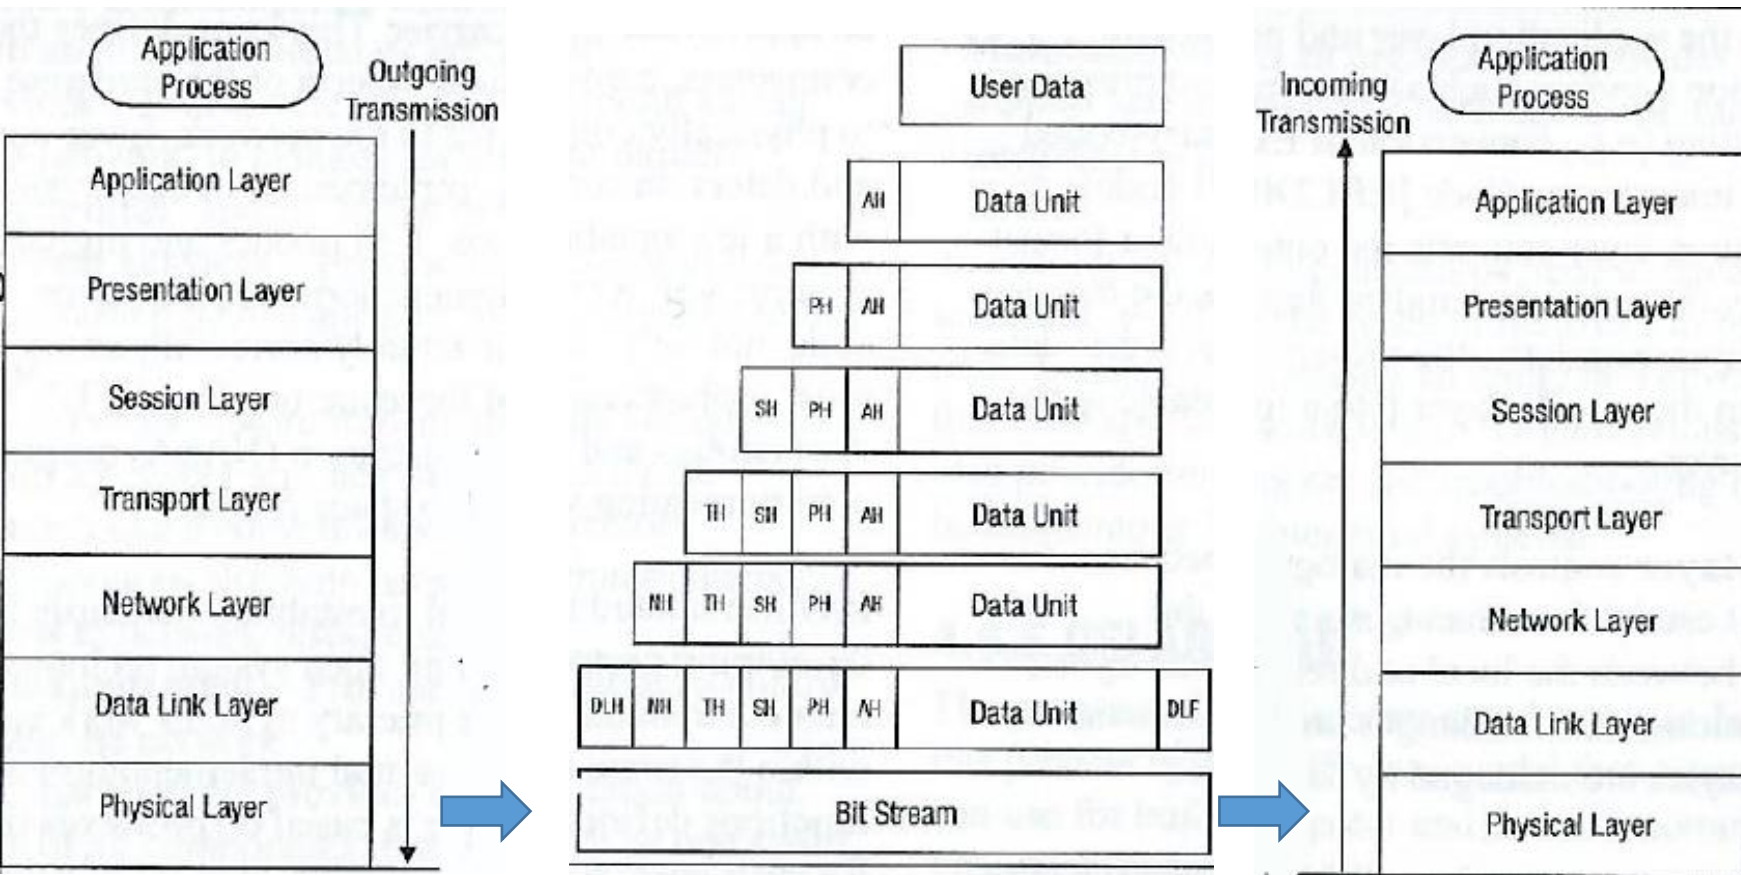 Application
Process
Outgoing
Transmission
Application Layer
Presentation Layer
Session Layer
Transport Layer
Network Layer
Data Link Layer
Physical Layer
User Data
AH Data Unit
PH AH Data Unit
SH PH AH Data Unit
TH SH PH AH Data Unit
NH TH SH PH AH Data Unit
DLH NH TH SH PH AH Data Unit DLF
Bit Stream
Incoming
Transmission
Application
Process
Application Layer
Presentation Layer
Session Layer
Transport Layer
Network Layer
Data Link Layer
Physical Layer